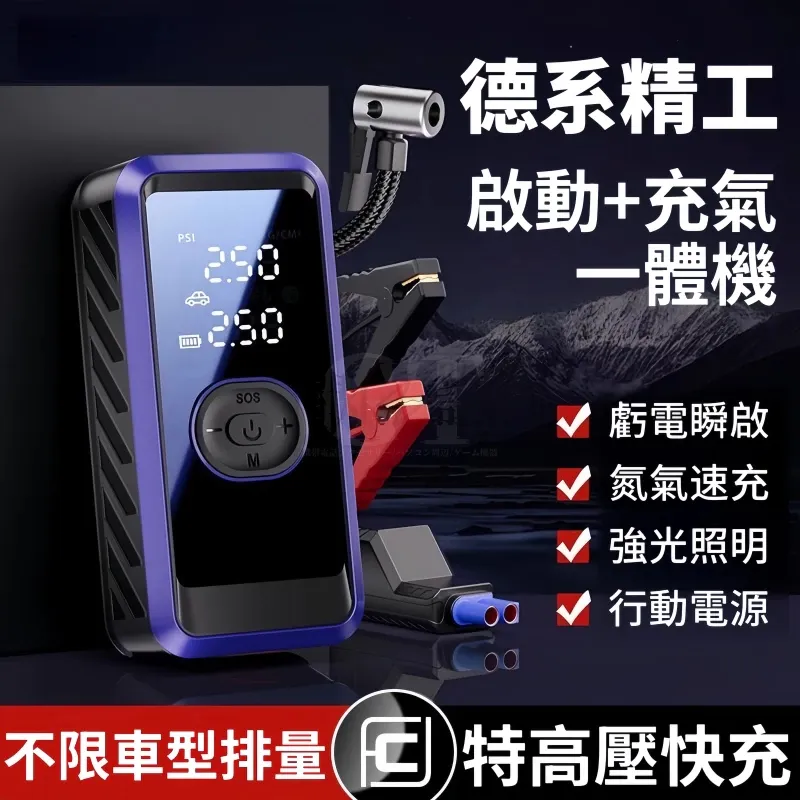 德系精工
啟動+充氣
一體機
PSI
2.50
2.50
SOS
- +
M
虧電瞬啟
氮氣速充
強光照明
行動電源
不限車型排量
特高壓快充